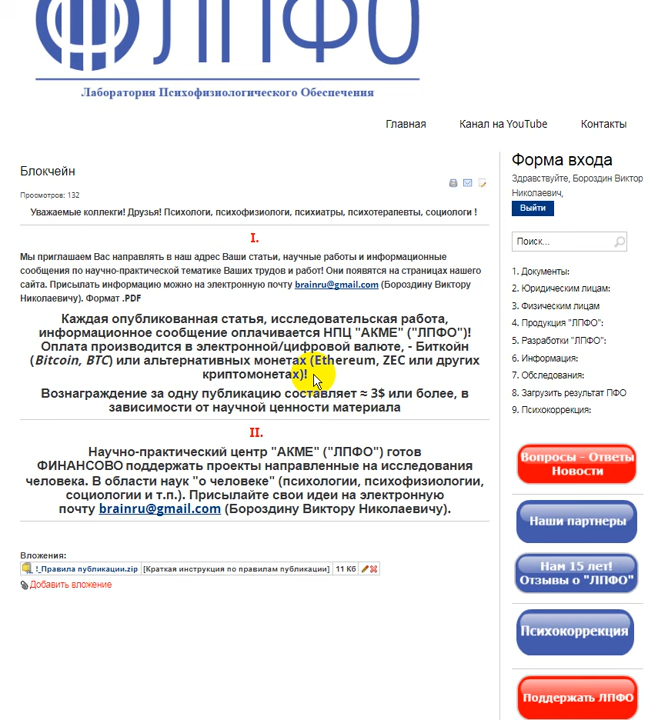 ЛПФО
Лаборатория Психофизиологического Обеспечения
Главная Канал на YouTube Контакты
Блокчейн
Просмотров: 132
Уважаемые коллекги! Друзья! Психологи, психофизиологи, психиатры, психотерапевты, социологи !
I.
Мы приглашаем Вас направлять в наш адрес Ваши статьи, научные работы и информационные
сообщения по научно-практической тематике Ваших трудов и работ! Они появятся на страницах нашего
сайта. Присылать информацию можно на электронную почту brainru@gmail.com (Бороздину Виктору
Николаевичу). Формат .PDF
Каждая опубликованная статья, исследовательская работа,
информационное сообщение оплачивается НПЦ "АКМЕ" ("ЛПФО")!
Оплата производится в электронной/цифровой валюте, - Биткойн
(Bitcoin, BTC) или альтернативных монетах (Ethereum, ZEC или других
криптомонетах)!
Вознаграждение за одну публикацию составляет ≈ 3$ или более, в
зависимости от научной ценности материала
II.
Научно-практический центр "АКМЕ" ("ЛПФО") готов
ФИНАНСОВО поддержать проекты направленные на исследования
человека. В области наук "о человеке" (психологии, психофизиологии,
социологии и т.п.). Присылайте свои идеи на электронную
почту brainru@gmail.com (Бороздину Виктору Николаевичу).
Вложения:
!_Правила публикации.zip [Краткая инструкция по правилам публикации] 11 Кб
Добавить вложение
Форма входа
Здравствуйте, Бороздин Виктор
Николаевич,
Выйти
Поиск...
1. Документы:
2. Юридическим лицам:
3. Физическим лицам
4. Продукция "ЛПФО":
5. Разработки "ЛПФО":
6. Информация:
7. Обследования:
8. Загрузить результат ПФО
9. Психокоррекция:
Вопросы - Ответы
Новости
Наши партнеры
Нам 15 лет!
Отзывы о "ЛПФО"
Психокоррекция
Поддержать ЛПФО